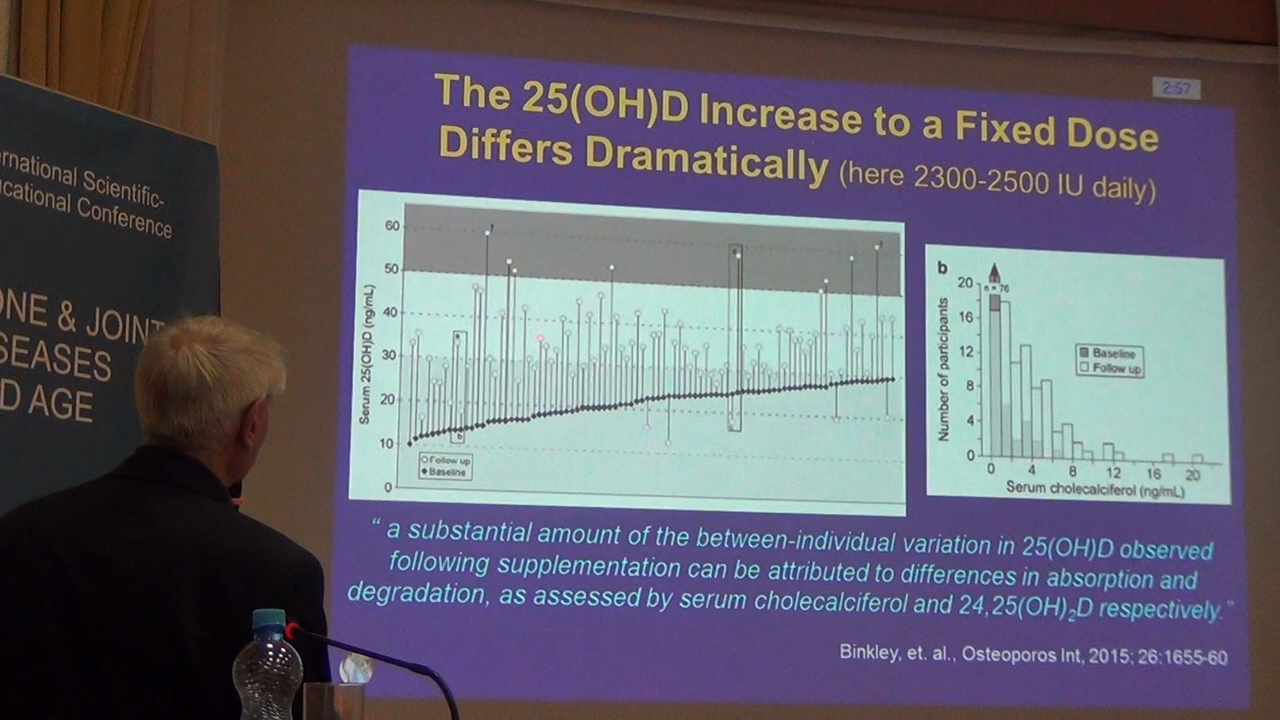 rnational Scientific-
ucational Conference
ONE & JOINT
SEASES
D AGE
2:57
The 25(OH)D Increase to a Fixed Dose
Differs Dramatically (here 2300-2500 IU daily)
60
50
40
30
20
10
0
Serum 25(OH)D (ng/mL)
Follow up
Baseline
b
20
16
12
8
4
0
n = 76
Number of participants
Baseline
Follow up
0 4 8 12 16 20
Serum cholecalciferol (ng/mL)
“ a substantial amount of the between-individual variation in 25(OH)D observed
following supplementation can be attributed to differences in absorption and
degradation, as assessed by serum cholecalciferol and 24,25(OH)₂D respectively.”
Binkley, et. al., Osteoporos Int, 2015; 26:1655-60